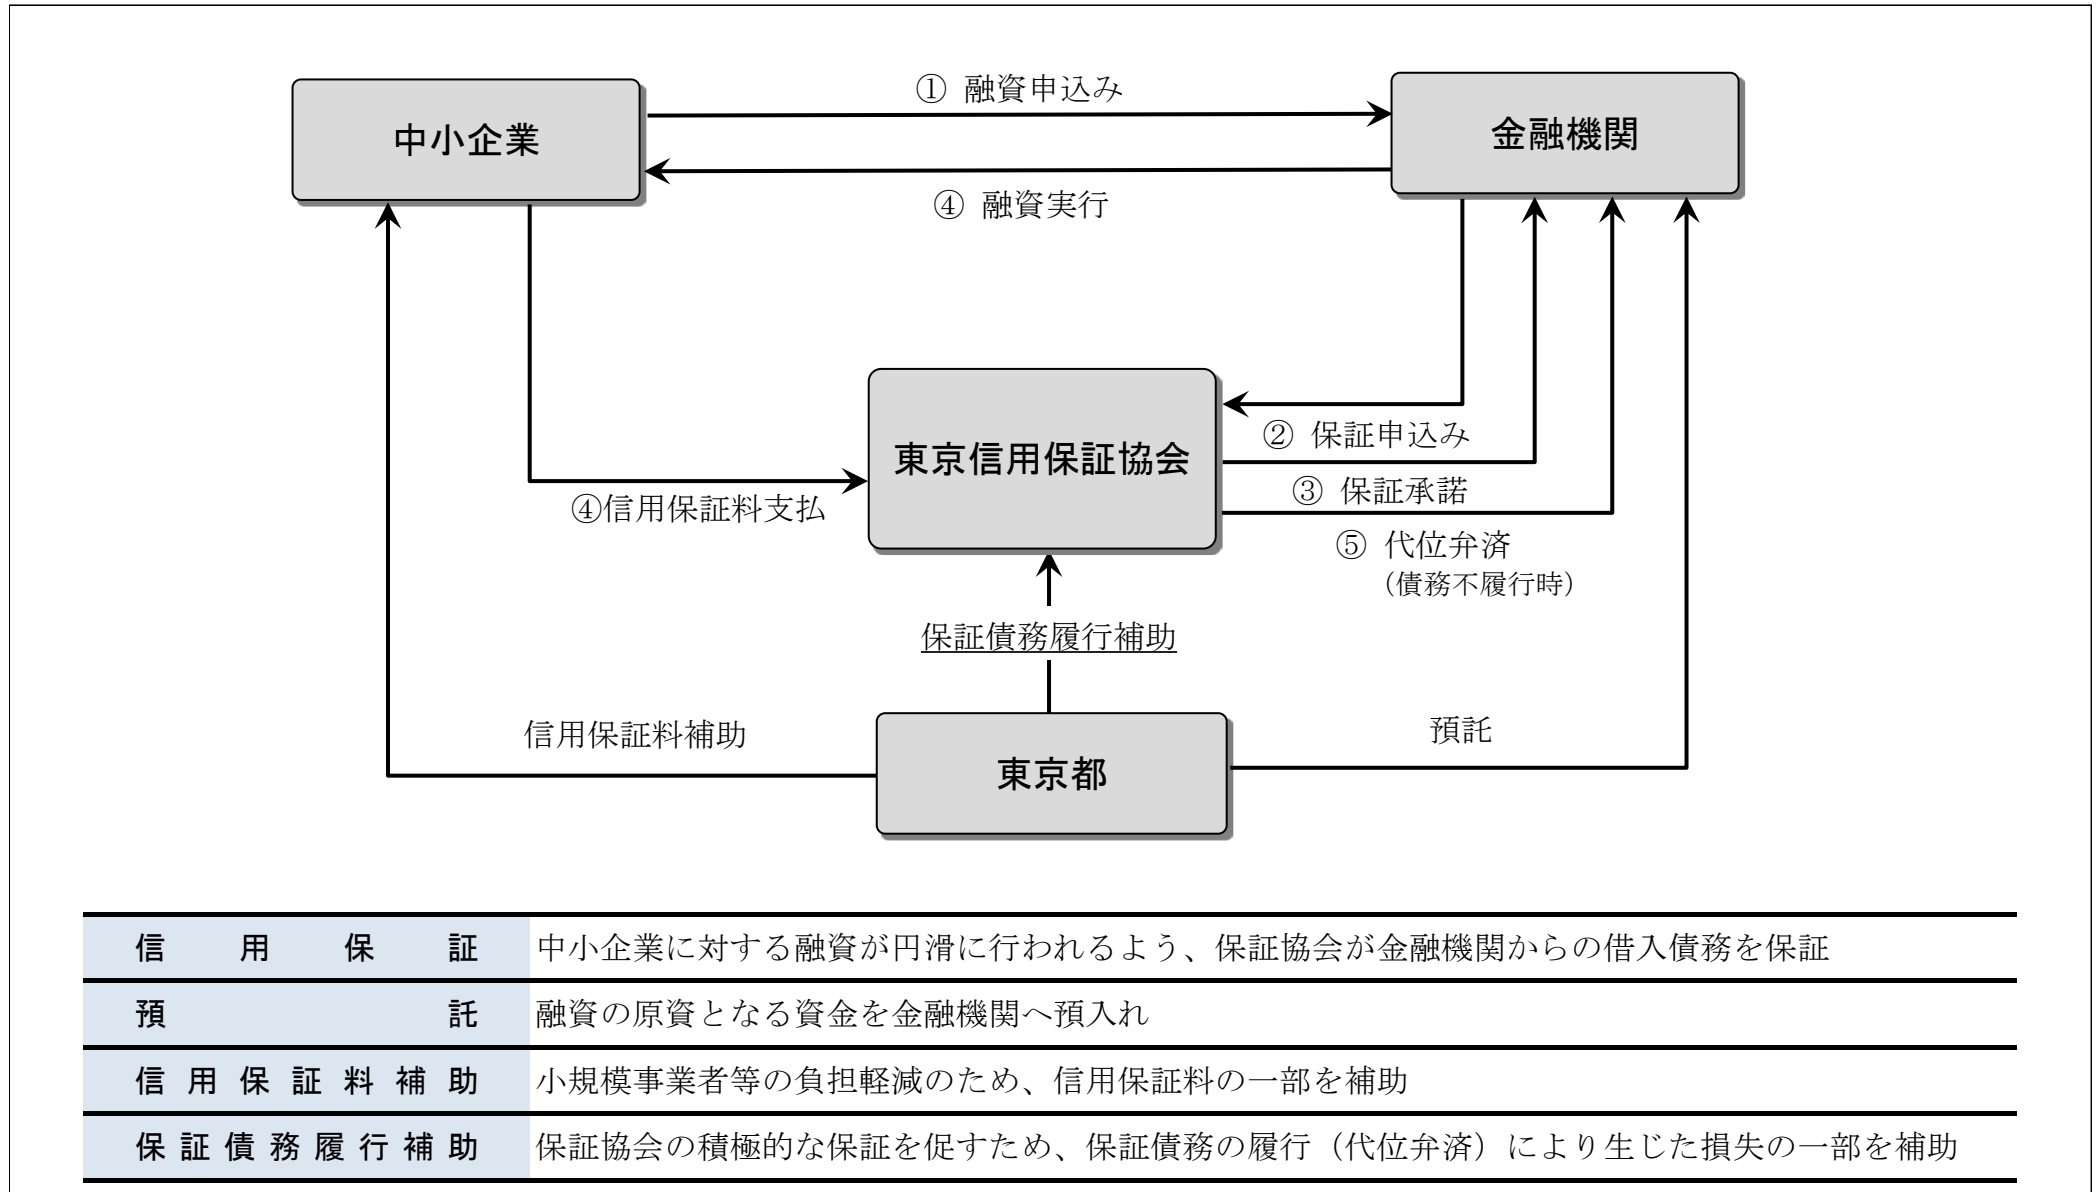 ① 融資申込み
中小企業
金融機関
④ 融資実行
東京信用保証協会
② 保証申込み
③ 保証承諾
④信用保証料支払
⑤ 代位弁済
（債務不履行時）
保証債務履行補助
信用保証料補助
預託
東京都
信用保証 中小企業に対する融資が円滑に行われるよう、保証協会が金融機関からの借入債務を保証
預託 融資の原資となる資金を金融機関へ預入れ
信用保証料補助 小規模事業者等の負担軽減のため、信用保証料の一部を補助
保証債務履行補助 保証協会の積極的な保証を促すため、保証債務の履行（代位弁済）により生じた損失の一部を補助